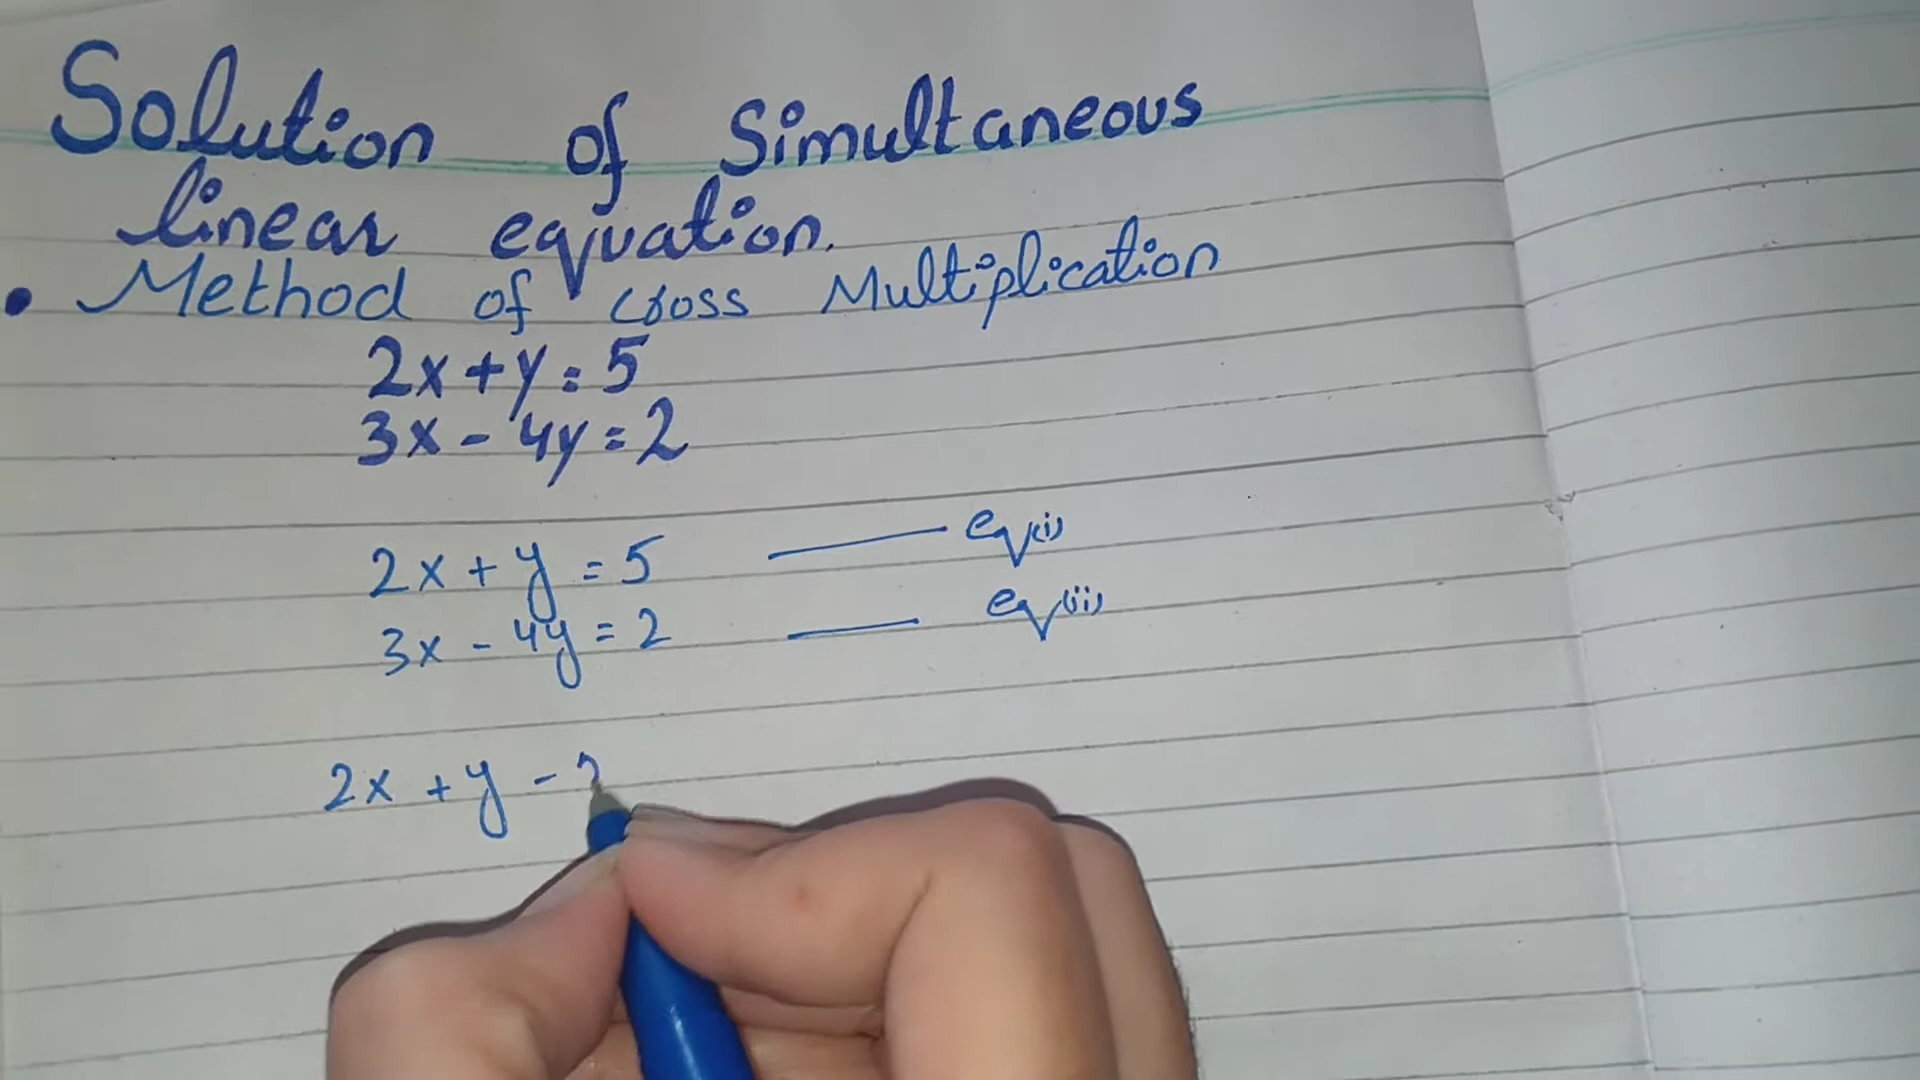 Solution of Simultaneous
linear equation.
• Method of cross Multiplication
2x + y = 5
3x - 4y = 2
2x + y = 5 —— eq(i)
3x - 4y = 2 —— eq(ii)
2x + y -